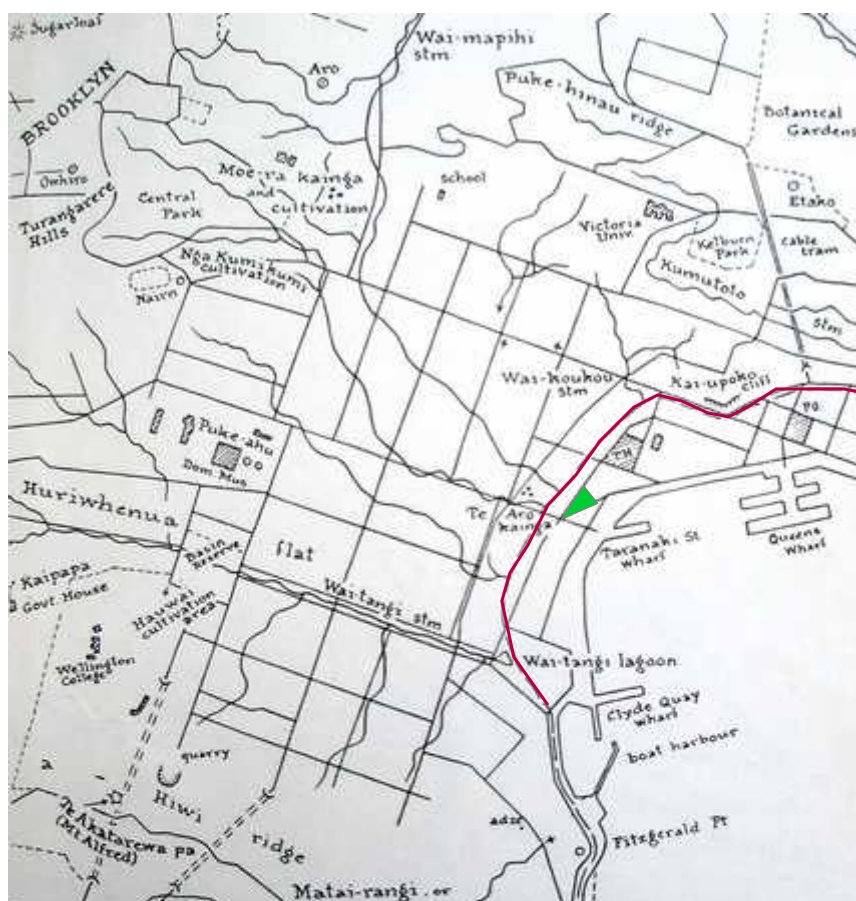 Sugarloaf
Wai-mapihi
stm
Aro
BROOKLYN
Puke-hinau ridge
Botanical
Gardens
Omhiro
Moe-ra kainga
and
cultivation
school
Etako
Turangarere
Hills
Central
Park
Victoria
Univ.
Kelburn
Park
cable
tram
Nga Kumikumi
cultivation
Kumutoto
stm
Nairn
Wai-koukou
stm
Kai-upoko
cliff
P.O.
Puke-ahu
Dom. Mus
T.H
Huriwhenua
flat
Te Aro
kainga
Taranaki St
wharf
Queens
Wharf
Basin
Reserve
Kaipapa
Govt. House
Hauwai
cultivation
area
Wai-tangi stm
Wellington
College
Wai-tangi lagoon
Clyde Quay
wharf
boat harbour
quarry
a
Hiwi
ridge
Te Akatarewa pa
(Mt Alfred)
adze
Fitzgerald Pt
Matai-rangi. or